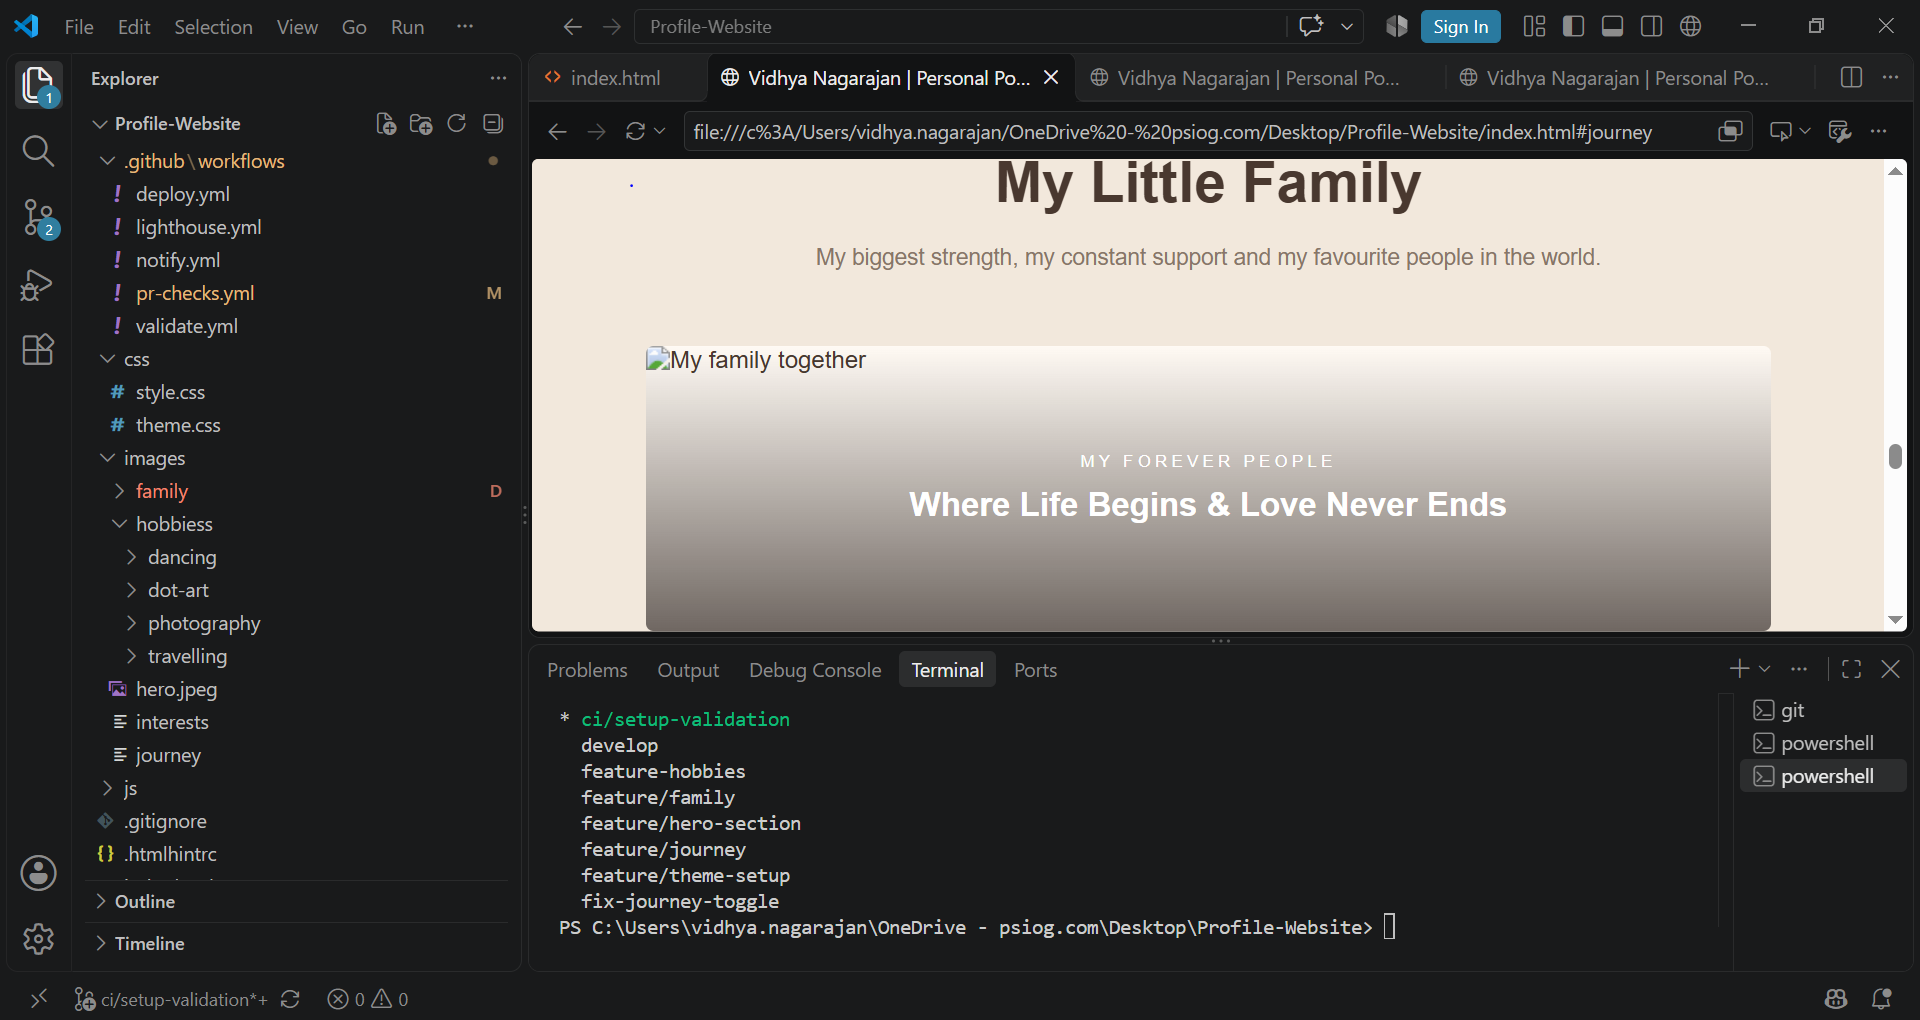 File Edit Selection View Go Run ···
Profile-Website
Sign In
Explorer
1
2
Profile-Website
.github\workflows
! deploy.yml
! lighthouse.yml
! notify.yml
! pr-checks.yml M
! validate.yml
css
# style.css
# theme.css
images
family D
hobbiess
dancing
dot-art
photography
travelling
hero.jpeg
interests
journey
js
.gitignore
{} .htmlhintrc
Outline
Timeline
index.html
Vidhya Nagarajan | Personal Po...
Vidhya Nagarajan | Personal Po...
Vidhya Nagarajan | Personal Po...
file:///c%3A/Users/vidhya.nagarajan/OneDrive%20-%20psiog.com/Desktop/Profile-Website/index.html#journey
My Little Family
My biggest strength, my constant support and my favourite people in the world.
My family together
MY FOREVER PEOPLE
Where Life Begins & Love Never Ends
Problems Output Debug Console Terminal Ports
* ci/setup-validation
develop
feature-hobbies
feature/family
feature/hero-section
feature/journey
feature/theme-setup
fix-journey-toggle
PS C:\Users\vidhya.nagarajan\OneDrive - psiog.com\Desktop\Profile-Website>
git
powershell
powershell
ci/setup-validation*+ 0 0